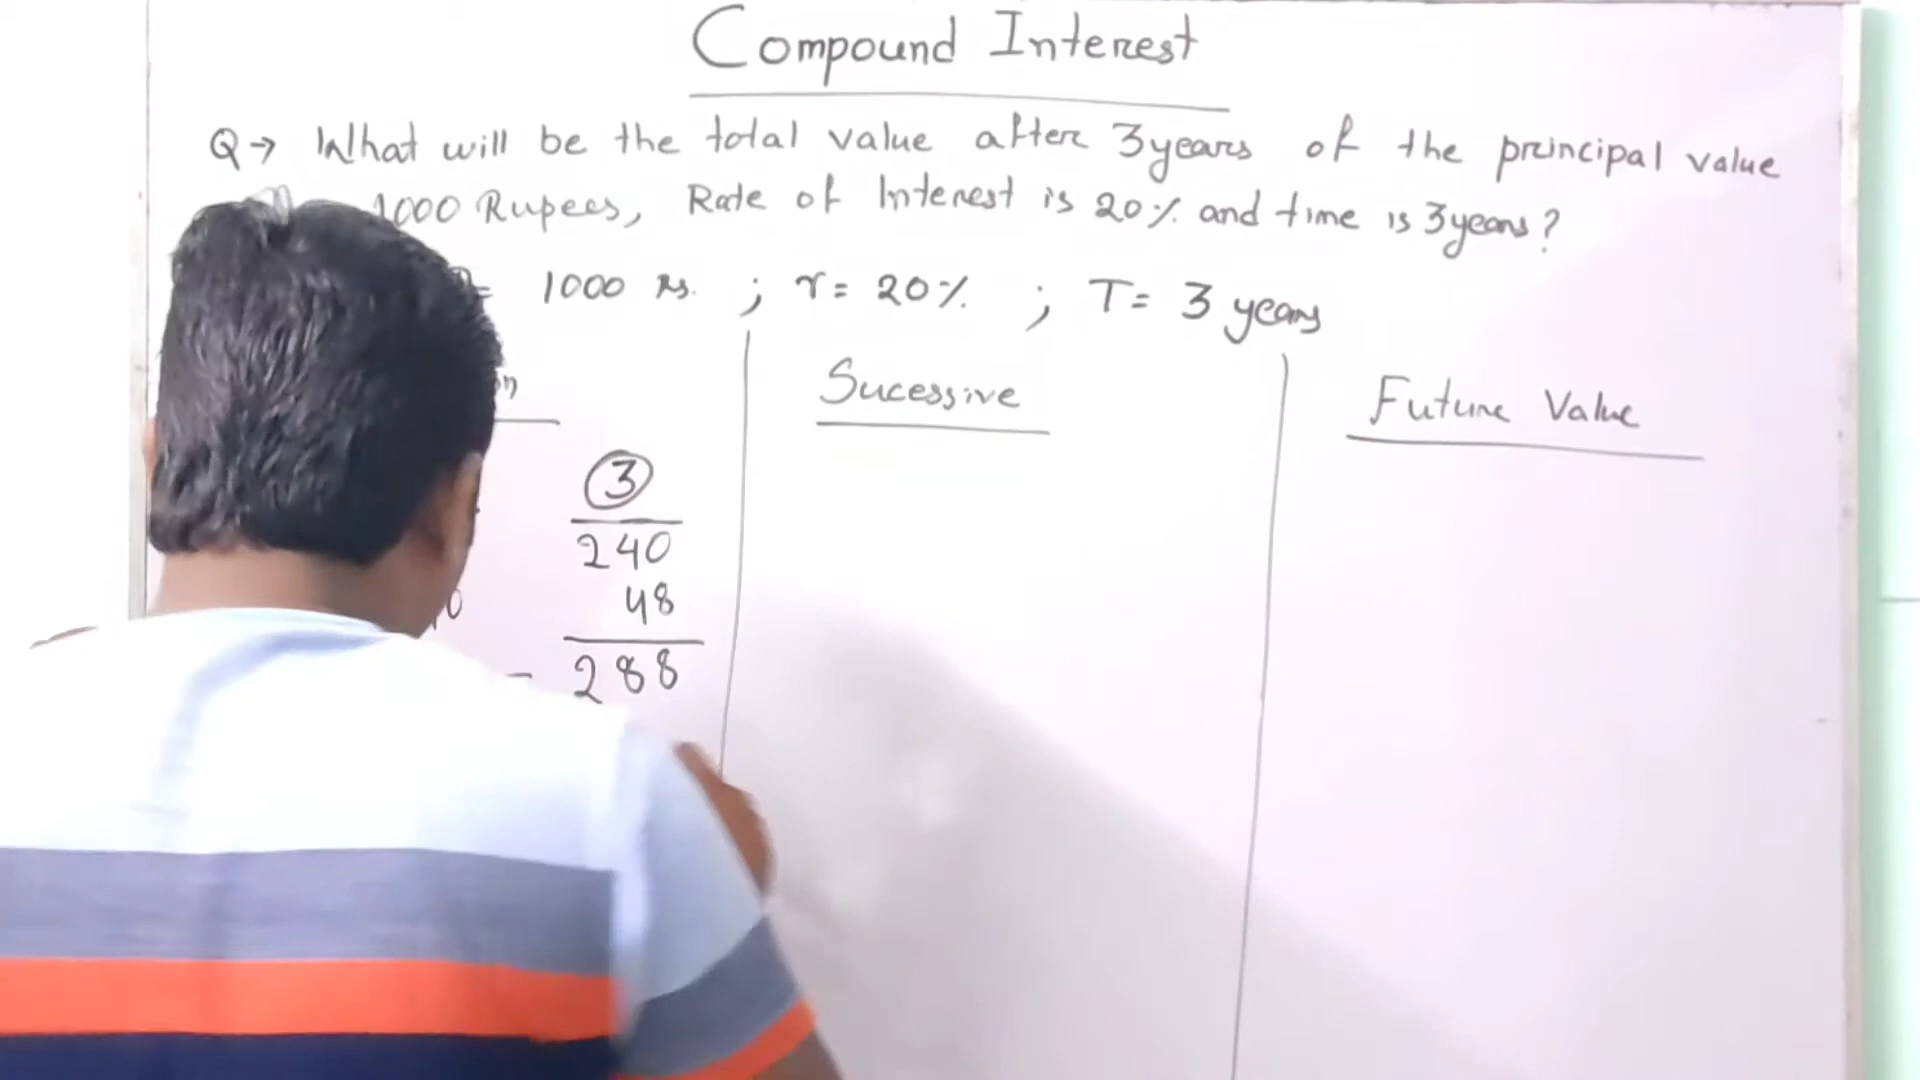 Compound Interest
Q→ What will be the total value after 3 years of the principal value
1000 Rupees, Rate of Interest is 20% and time is 3 years?
= 1000 Rs. ; r = 20% ; T = 3 years
Sucessive
Future Value
3
240
48
288